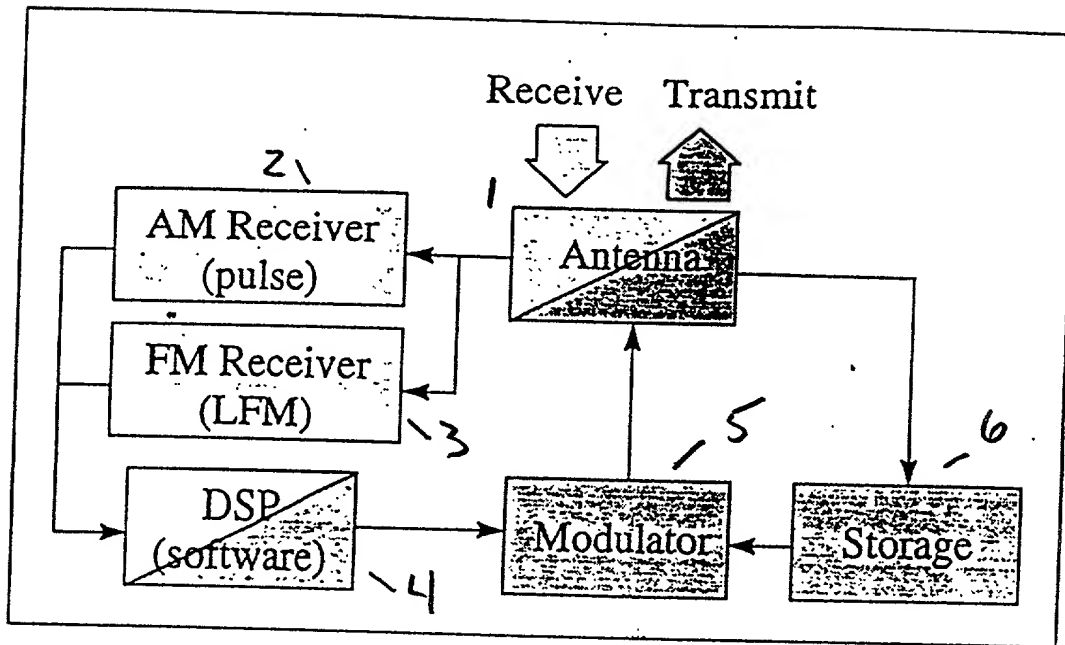 Receive Transmit
2
1
AM Receiver
(pulse)
Antenna
FM Receiver
(LFM)
3
5
6
DSP
(software)
4
Modulator
Storage